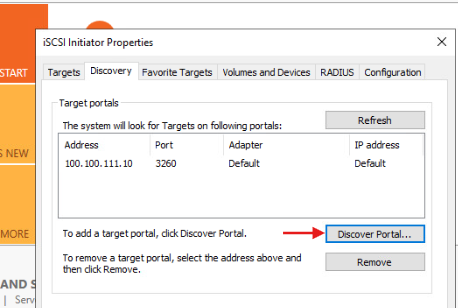 iSCSI Initiator Properties
START
Targets Discovery Favorite Targets Volumes and Devices RADIUS Configuration
Target portals
The system will look for Targets on following portals:
Refresh
Address Port Adapter IP address
100.100.111.10 3260 Default Default
S NEW
To add a target portal, click Discover Portal.
Discover Portal...
MORE
To remove a target portal, select the address above and
then click Remove.
Remove
AND S
| Serv